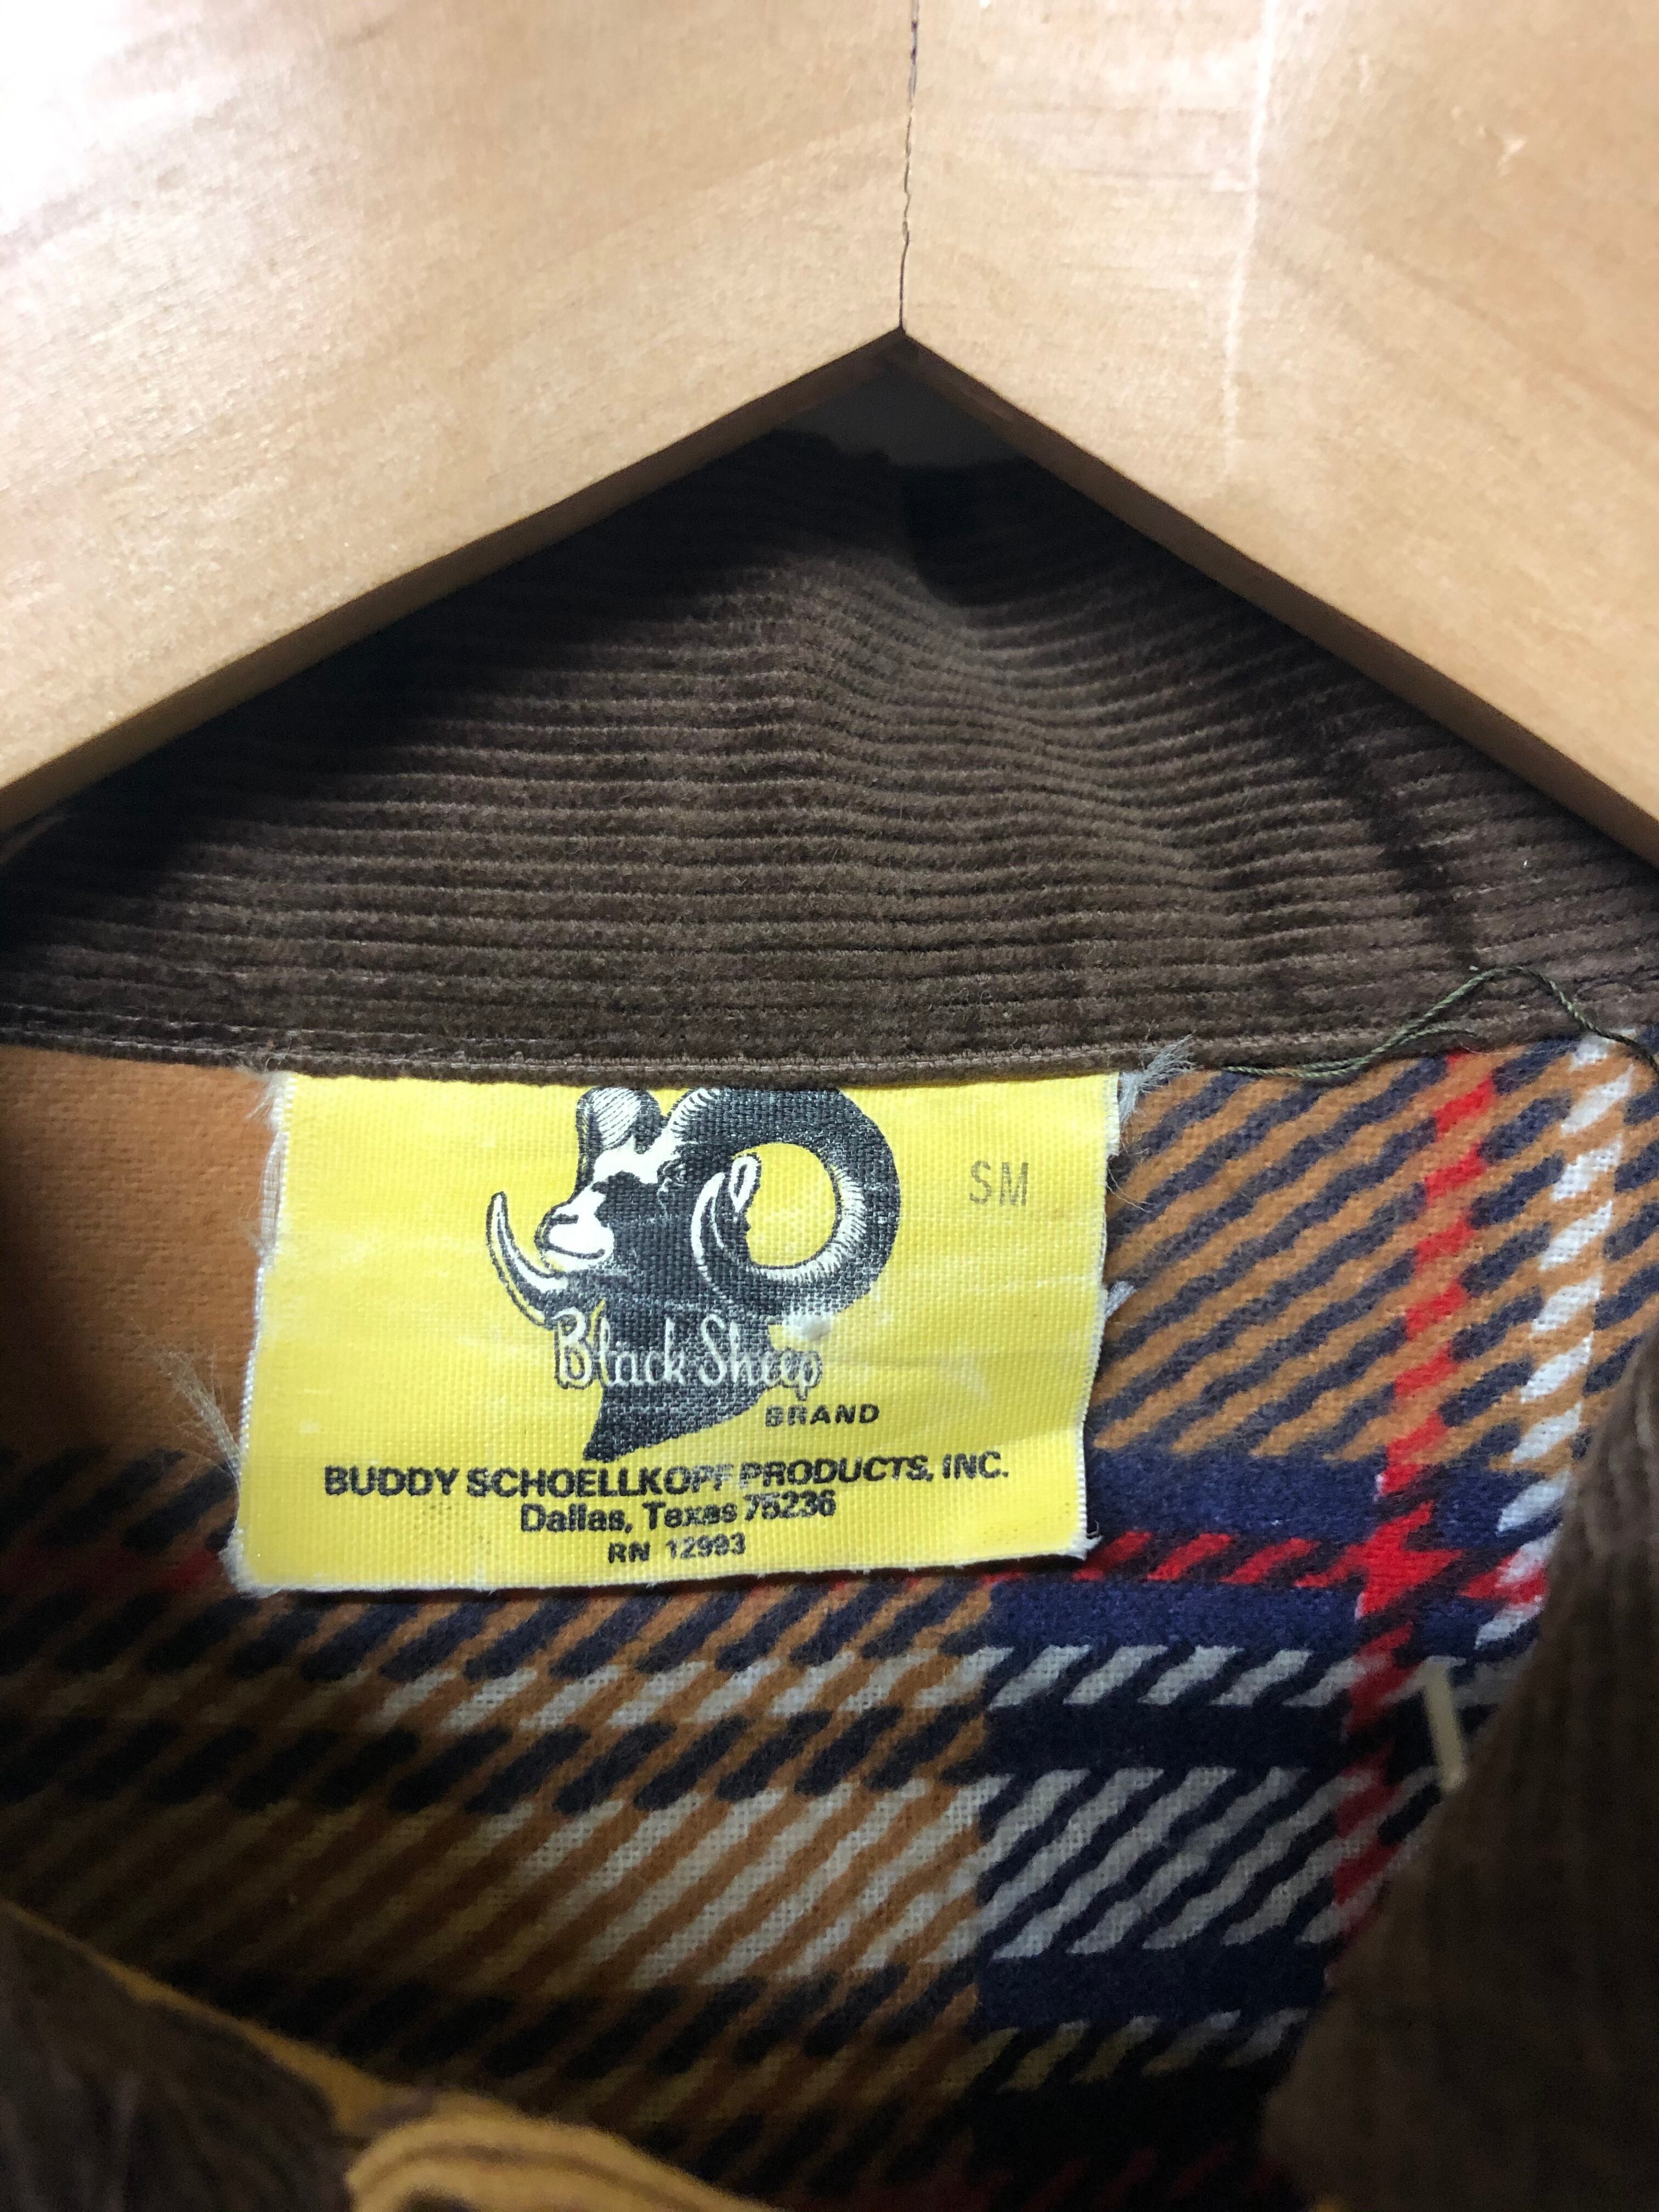 SM
Black Sheep
BRAND
BUDDY SCHOELLKOPF PRODUCTS, INC.
Dallas, Texas 75236
RN 12993